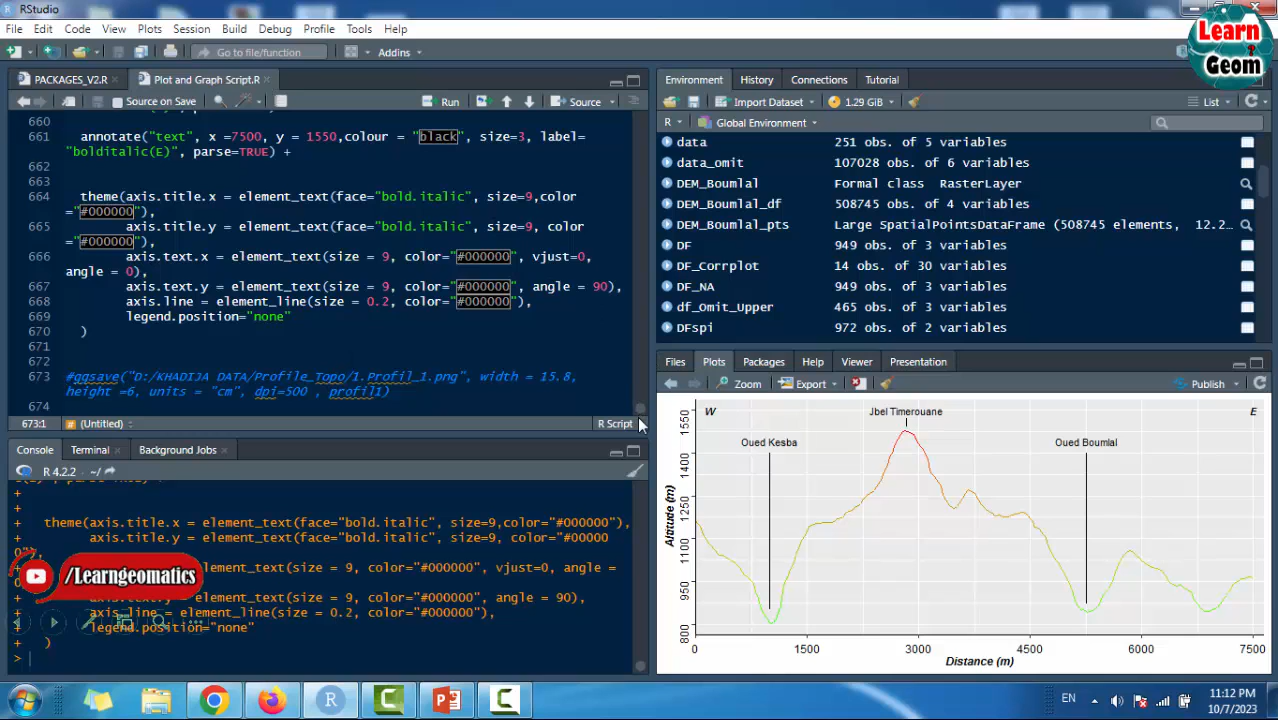 RStudio
File Edit Code View Plots Session Build Debug Profile Tools Help
Go to file/function Addins
Learn
Geom
PACKAGES_V2.R Plot and Graph Script.R
Source on Save Run Source
660
661 annotate("text", x =7500, y = 1550,colour = "black", size=3, label=
"bolditalic(E)", parse=TRUE) +
662
663
664 theme(axis.title.x = element_text(face="bold.italic", size=9,color
="#000000"),
665 axis.title.y = element_text(face="bold.italic", size=9, color
="#000000"),
666 axis.text.x = element_text(size = 9, color="#000000", vjust=0,
angle = 0),
667 axis.text.y = element_text(size = 9, color="#000000", angle = 90),
668 axis.line = element_line(size = 0.2, color="#000000"),
669 legend.position="none"
670 )
671
672
673 #ggsave("D:/KHADIJA DATA/Profile_Topo/1.Profil_1.png", width = 15.8,
height =6, units = "cm", dpi=500 , profil1)
674
673:1 (Untitled) R Script
Console Terminal Background Jobs
R 4.2.2 · ~/
+
+
+ theme(axis.title.x = element_text(face="bold.italic", size=9,color="#000000"),
+ axis.title.y = element_text(face="bold.italic", size=9, color="#00000
0"),
element_text(size = 9, color="#000000", vjust=0, angle =
element_text(size = 9, color="#000000", angle = 90),
+ axis.line = element_line(size = 0.2, color="#000000"),
+ legend.position="none"
+ )
>
/Learngeomatics
Environment History Connections Tutorial
Import Dataset 1.29 GiB List
R Global Environment
data 251 obs. of 5 variables
data_omit 107028 obs. of 6 variables
DEM_Boumlal Formal class RasterLayer
DEM_Boumlal_df 508745 obs. of 4 variables
DEM_Boumlal_pts Large SpatialPointsDataFrame (508745 elements, 12.2…
DF 949 obs. of 3 variables
DF_Corrplot 14 obs. of 30 variables
DF_NA 949 obs. of 3 variables
df_Omit_Upper 465 obs. of 3 variables
DFspi 972 obs. of 2 variables
Files Plots Packages Help Viewer Presentation
Zoom Export Publish
W Jbel Timerouane E
Oued Kesba Oued Boumlal
Altitude (m)
1550
1400
1250
1100
950
800
0 1500 3000 4500 6000 7500
Distance (m)
EN 11:12 PM
10/7/2023